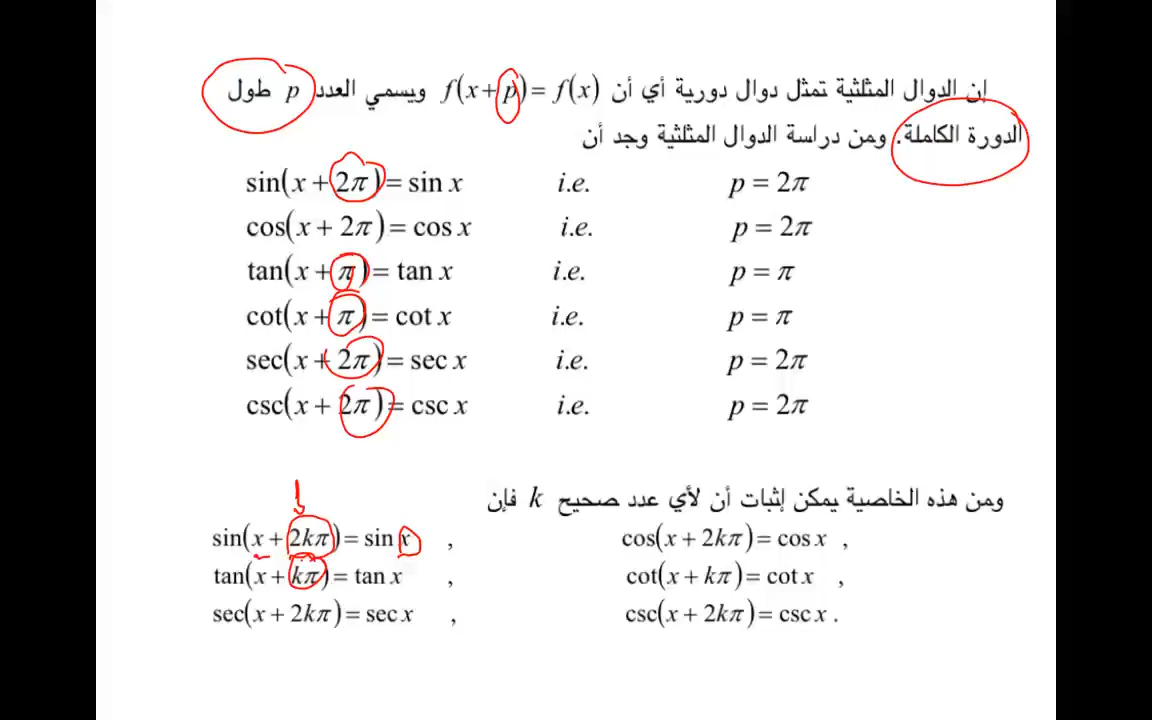 إن الدوال المثلثية تمثل دوال دورية أي أن f(x+p)= f(x) ويسمي العدد p طول
الدورة الكاملة. ومن دراسة الدوال المثلثية وجد أن
sin(x + 2π)= sin x i.e. p = 2π
cos(x + 2π)= cos x i.e. p = 2π
tan(x + π)= tan x i.e. p = π
cot(x + π)= cot x i.e. p = π
sec(x + 2π)= sec x i.e. p = 2π
csc(x + 2π)= csc x i.e. p = 2π
ومن هذه الخاصية يمكن إثبات أن لأي عدد صحيح k فإن
sin(x + 2kπ)= sin x , cos(x + 2kπ)= cos x ,
tan(x + kπ)= tan x , cot(x + kπ)= cot x ,
sec(x + 2kπ)= sec x , csc(x + 2kπ)= csc x .